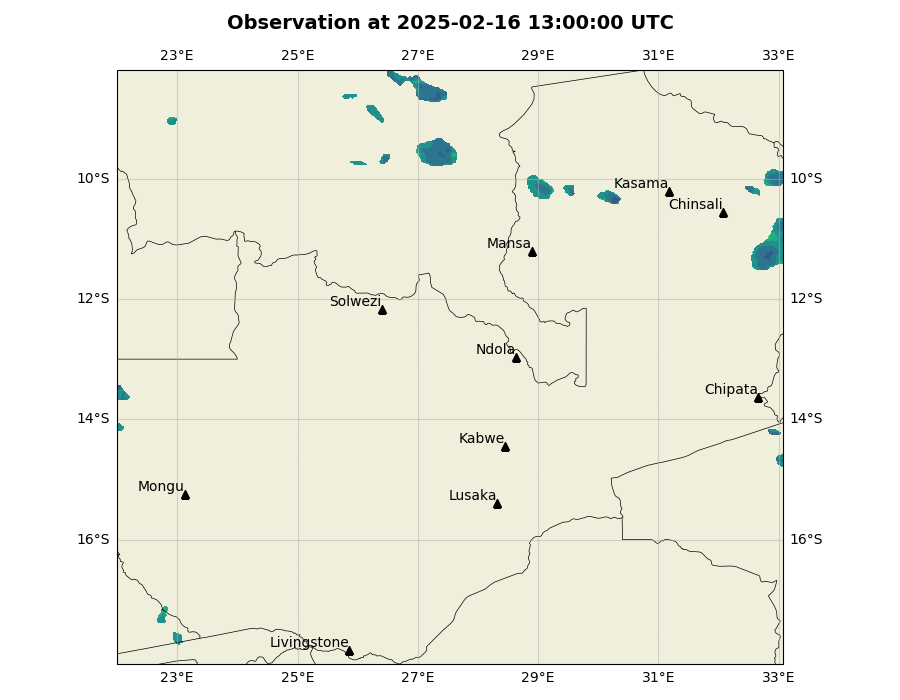 Observation at 2025-02-16 13:00:00 UTC
23°E 25°E 27°E 29°E 31°E 33°E
10°S 10°S
Kasama
Chinsali
Mansa
12°S 12°S
Solwezi
Ndola
Chipata
14°S 14°S
Kabwe
Mongu
Lusaka
16°S 16°S
Livingstone
23°E 25°E 27°E 29°E 31°E 33°E